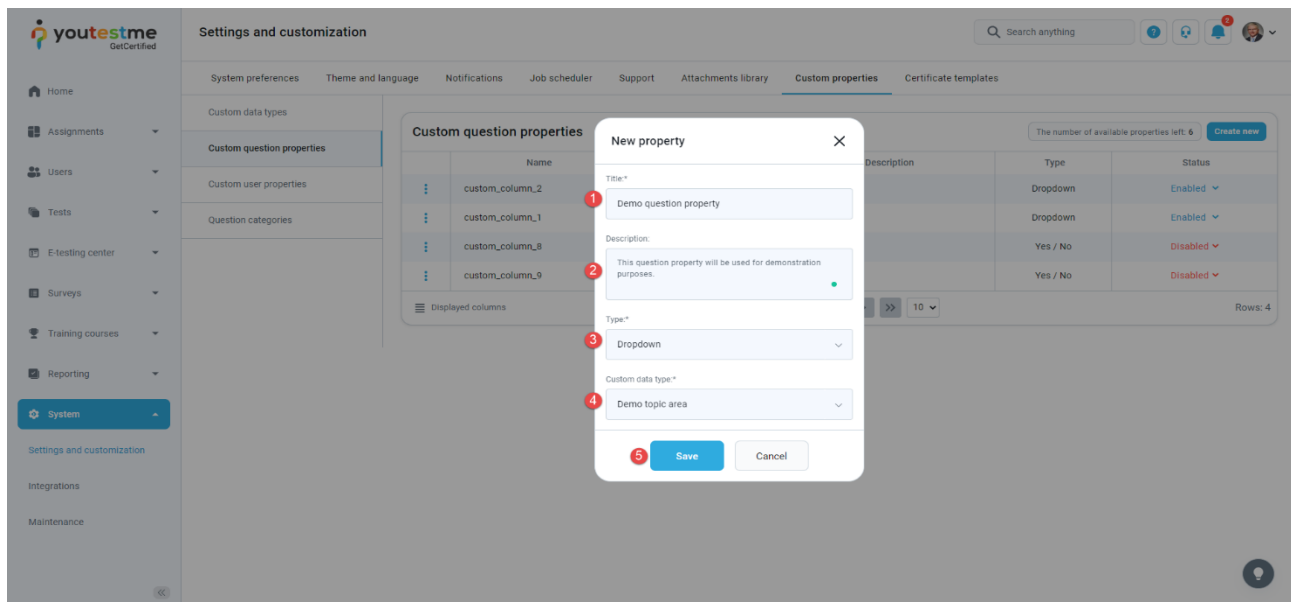 youtestme
GetCertified
Settings and customization
Search anything
2
System preferences Theme and language Notifications Job scheduler Support Attachments library Custom properties Certificate templates
Home
Assignments
Users
Tests
E-testing center
Surveys
Training courses
Reporting
System
Settings and customization
Integrations
Maintenance
Custom data types
Custom question properties
Custom user properties
Question categories
Custom question properties
The number of available properties left: 6
Create new
Name Description Type Status
custom_column_2 Dropdown Enabled
custom_column_1 Dropdown Enabled
custom_column_8 Yes / No Disabled
custom_column_9 Yes / No Disabled
Displayed columns 10 Rows: 4
New property
Title:*
1 Demo question property
Description:
2 This question property will be used for demonstration
purposes.
Type:*
3 Dropdown
Custom data type:*
4 Demo topic area
5 Save Cancel